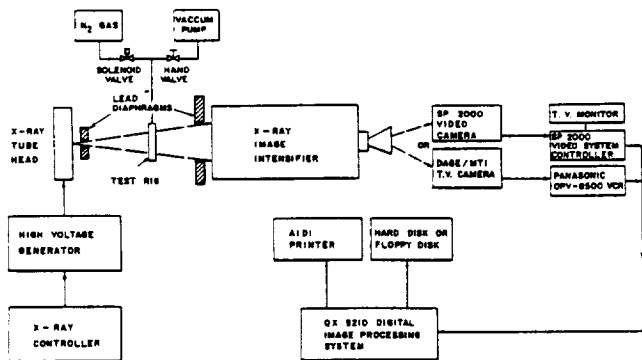 N2 GAS
VACCUM
PUMP
SOLENOID
VALVE
HAND
VALVE
LEAD
DIAPHRAGMS
X-RAY
TUBE
HEAD
TEST RIG
X-RAY
IMAGE
INTENSIFIER
SP 2000
VIDEO
CAMERA
OR
DAGE/MTI
T.V. CAMERA
T.V. MONITOR
SP 2000
VIDEO SYSTEM
CONTROLLER
PANASONIC
OPV-8500 VCR
HIGH VOLTAGE
GENERATOR
X-RAY
CONTROLLER
AIDI
PRINTER
HARD DISK OR
FLOPPY DISK
QX 9210 DIGITAL
IMAGE PROCESSING
SYSTEM